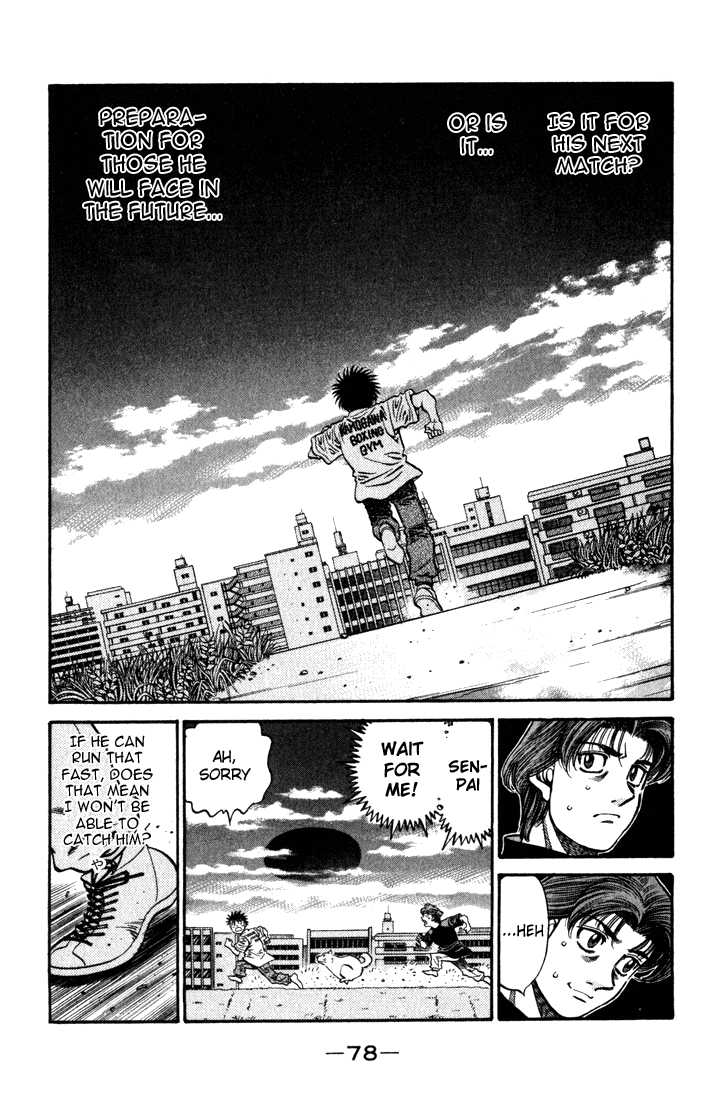 IS IT FOR
HIS NEXT
MATCH?
OR IS
IT...
PREPARA-
TION FOR
THOSE HE
WILL FACE IN
THE FUTURE...
KAMOGAWA
BOXING
GYM
SEN-
PAI
WAIT
FOR
ME!
AH,
SORRY
IF HE CAN
RUN THAT
FAST, DOES
THAT MEAN
I WON'T BE
ABLE TO
CATCH HIM?
...HEH
—78—